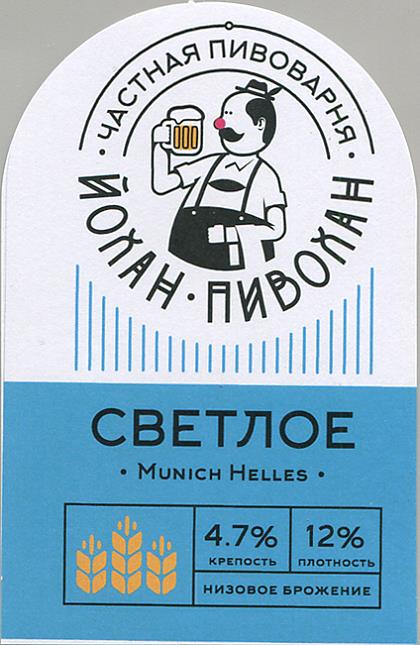 ЧАСТНАЯ ПИВОВАРНЯ
ЙОХАН · ПИВОХАН
СВЕТЛОЕ
• MUNICH HELLES •
4.7% 12%
КРЕПОСТЬ ПЛОТНОСТЬ
НИЗОВОЕ БРОЖЕНИЕ